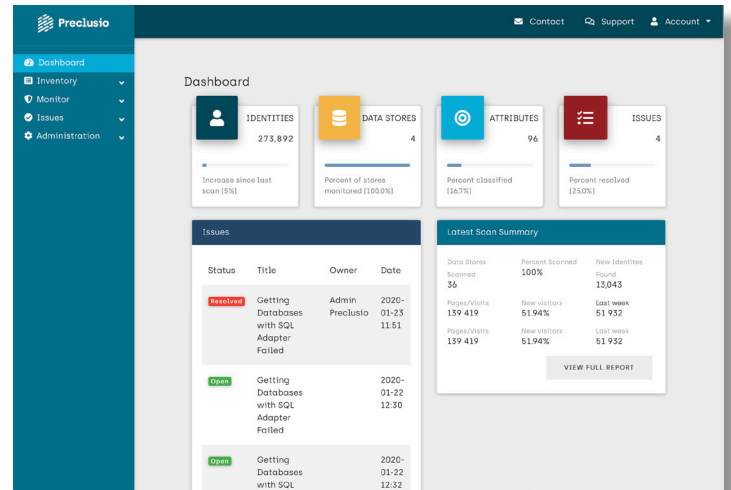 Preclusio
Contact Support Account
Dashboard
Inventory
Monitor
Issues
Administration
Dashboard
IDENTITIES
273,892
Increase since last
scan (5%)
DATA STORES
4
Percent of stores
monitored (100.0%)
ATTRIBUTES
96
Percent classified
(16.7%)
ISSUES
4
Percent resolved
(25.0%)
Issues
Status Title Owner Date
Resolved Getting Admin 2020-
Databases Preclusio 01-23
with SQL 11:51
Adapter
Failed
Open Getting 2020-
Databases 01-22
with SQL 12:30
Adapter
Failed
Open Getting 2020-
Databases 01-22
with SQL 12:32
Latest Scan Summary
Data Stores Percent Scanned New Identites
Scanned 100% Found
36 13,043
Pages/Visits New visitors Last week
139 419 51.94% 51 932
Pages/Visits New visitors Last week
139 419 51.94% 51 932
VIEW FULL REPORT